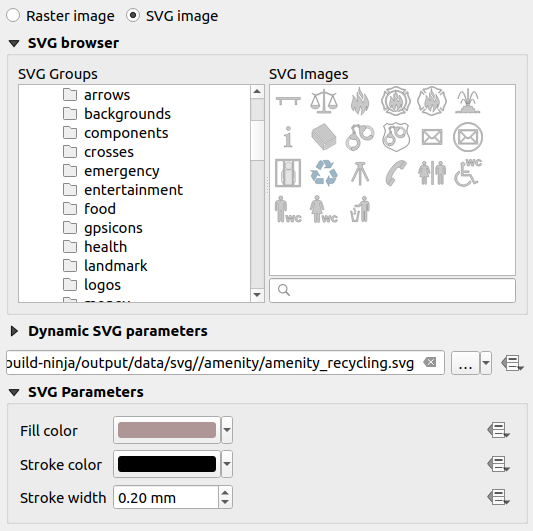 Raster image SVG image
SVG browser
SVG Groups SVG Images
arrows
backgrounds
components
crosses
emergency
entertainment
food
gpsicons
health
landmark
logos
WC
WC WC
Dynamic SVG parameters
build-ninja/output/data/svg//amenity/amenity_recycling.svg ...
SVG Parameters
Fill color
Stroke color
Stroke width 0.20 mm